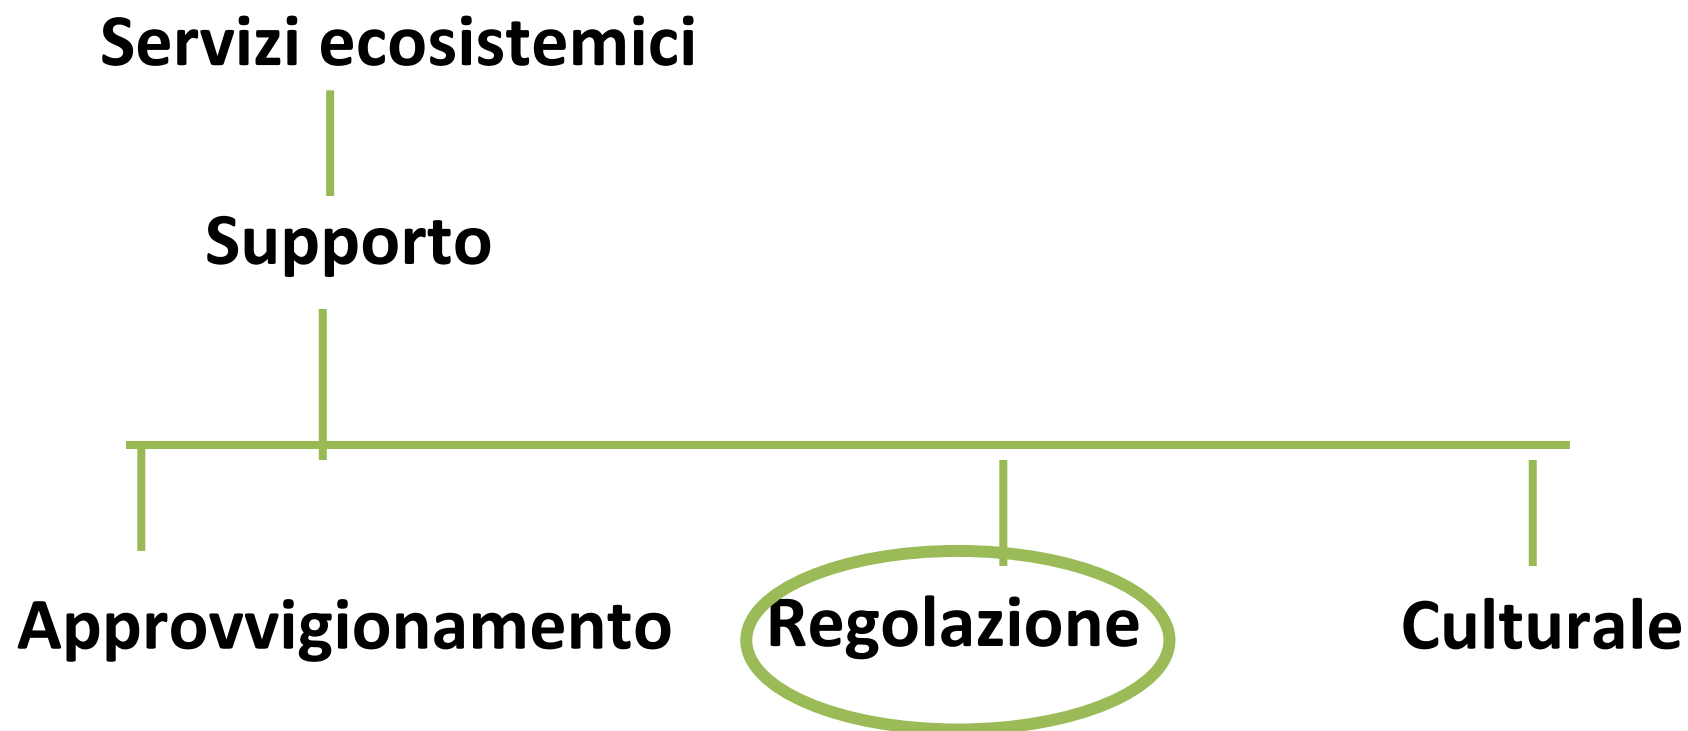 Servizi ecosistemici
Supporto
Approvvigionamento
Regolazione
Culturale